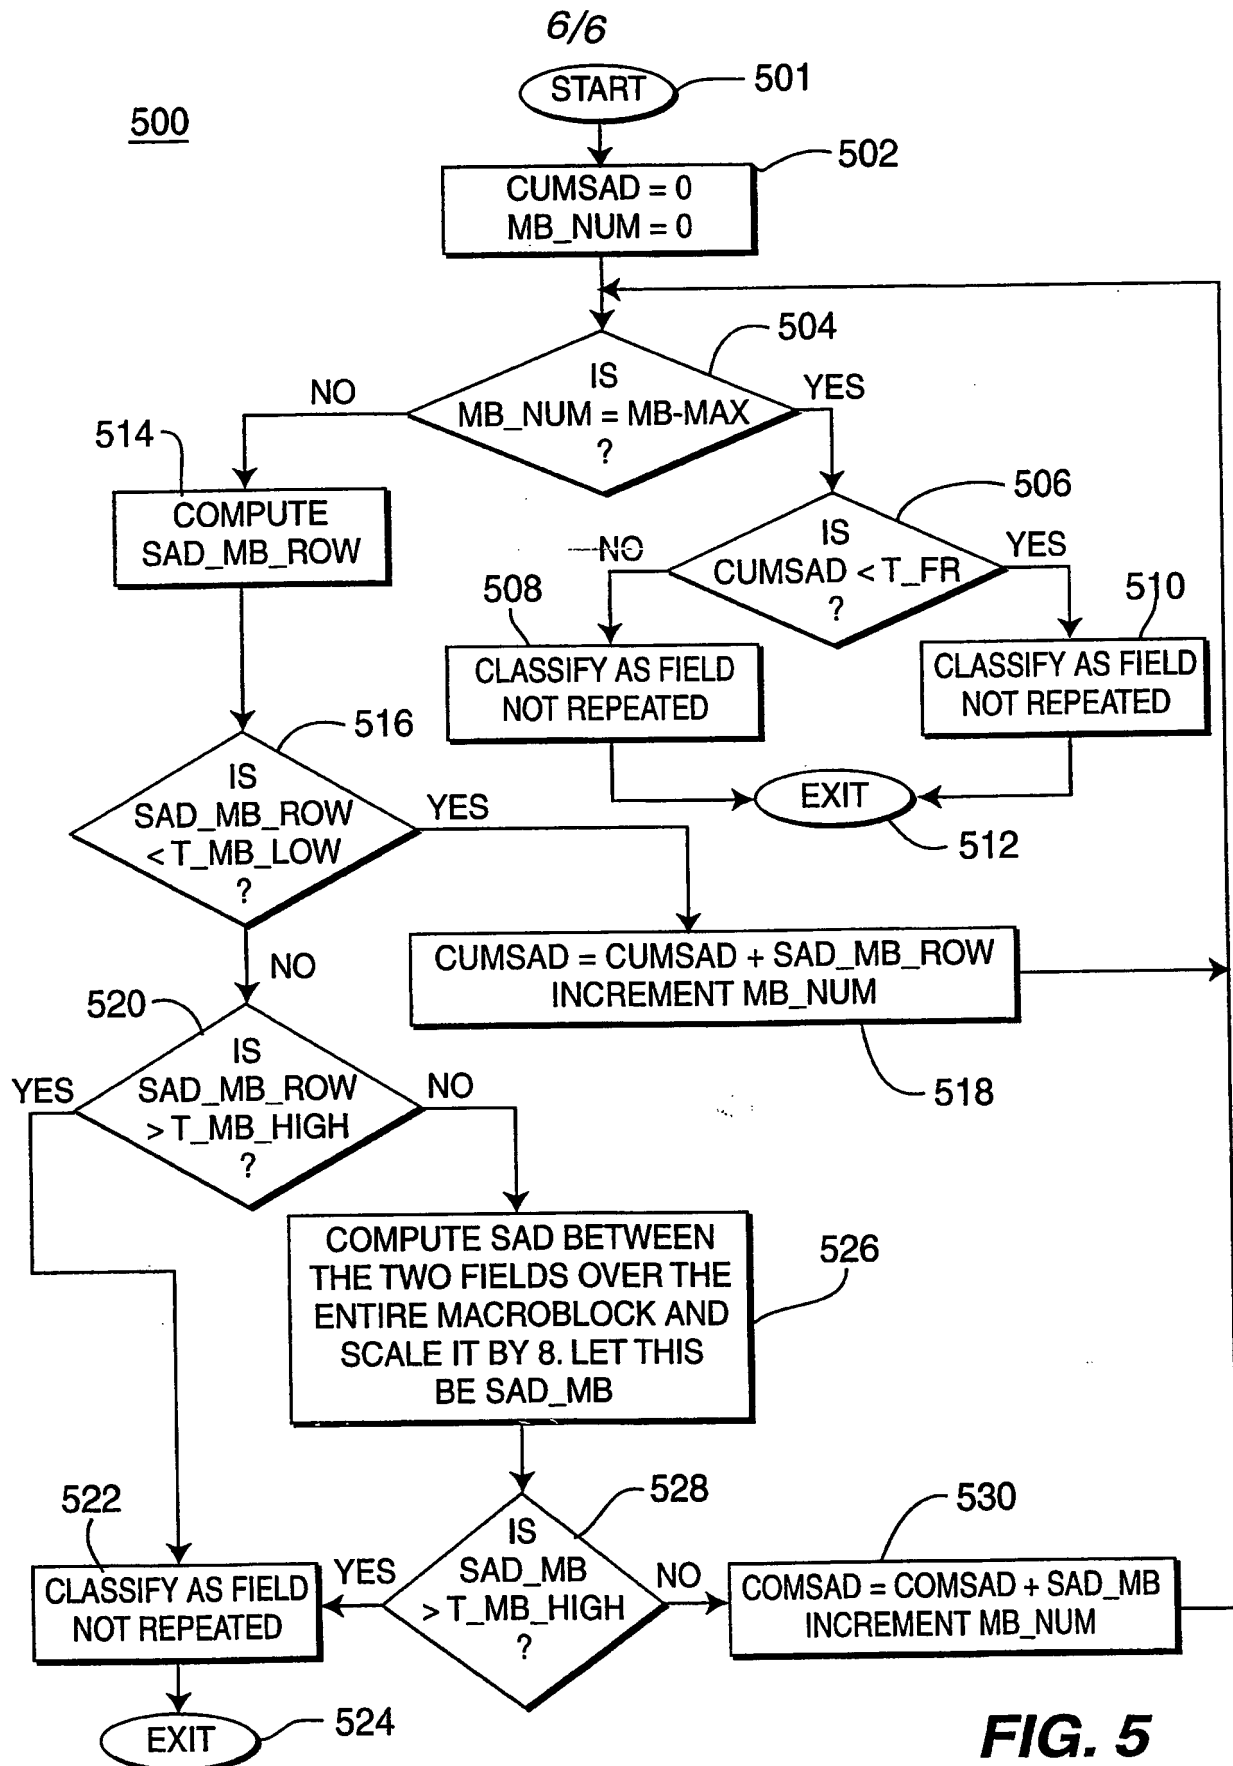 6/6
START
501
500
502
CUMSAD = 0
MB_NUM = 0
504
IS
MB_NUM = MB-MAX
?
NO
YES
514
COMPUTE
SAD_MB_ROW
506
IS
CUMSAD < T_FR
?
NO
YES
508
CLASSIFY AS FIELD
NOT REPEATED
510
CLASSIFY AS FIELD
NOT REPEATED
EXIT
512
516
IS
SAD_MB_ROW
< T_MB_LOW
?
YES
NO
CUMSAD = CUMSAD + SAD_MB_ROW
INCREMENT MB_NUM
518
520
IS
SAD_MB_ROW
> T_MB_HIGH
?
YES
NO
COMPUTE SAD BETWEEN
THE TWO FIELDS OVER THE
ENTIRE MACROBLOCK AND
SCALE IT BY 8. LET THIS
BE SAD_MB
526
522
CLASSIFY AS FIELD
NOT REPEATED
528
IS
SAD_MB
> T_MB_HIGH
?
YES
NO
530
COMSAD = COMSAD + SAD_MB
INCREMENT MB_NUM
EXIT
524
FIG. 5